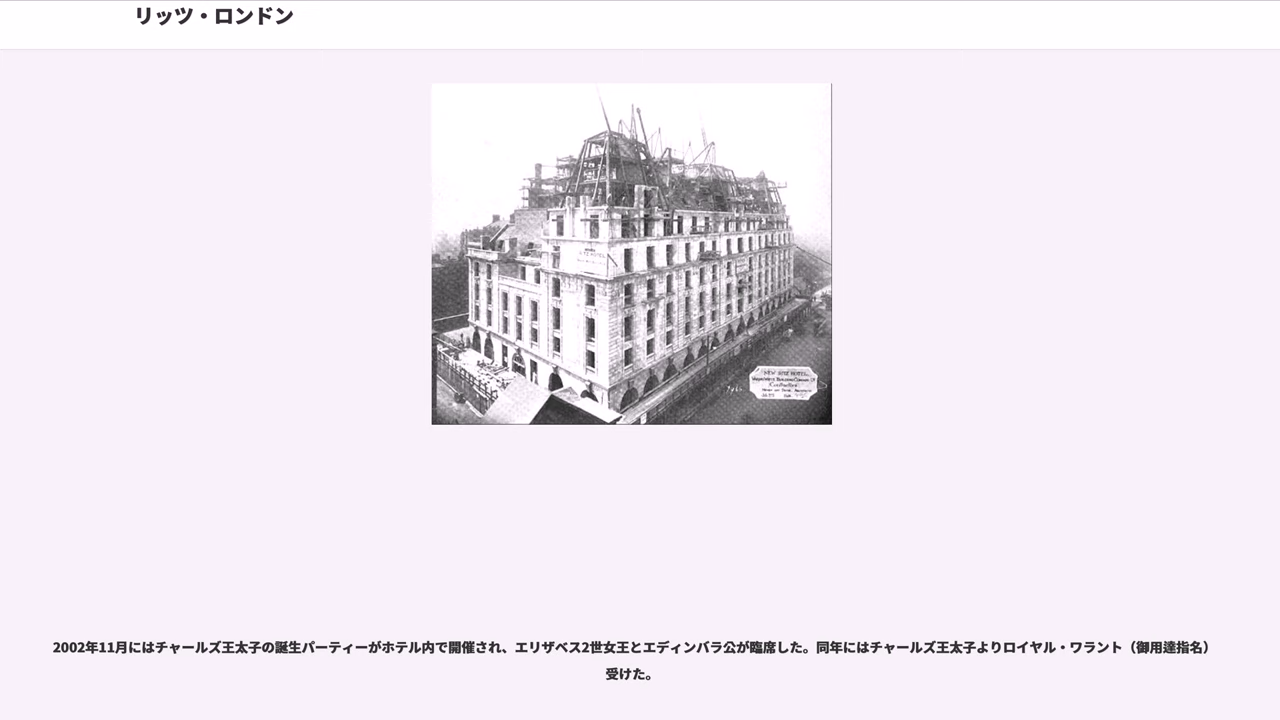 リッツ・ロンドン
NEW RITZ HOTEL
2002年11月にはチャールズ王太子の誕生パーティーがホテル内で開催され、エリザベス2世女王とエディンバラ公が臨席した。同年にはチャールズ王太子よりロイヤル・ワラント（御用達指名）
受けた。